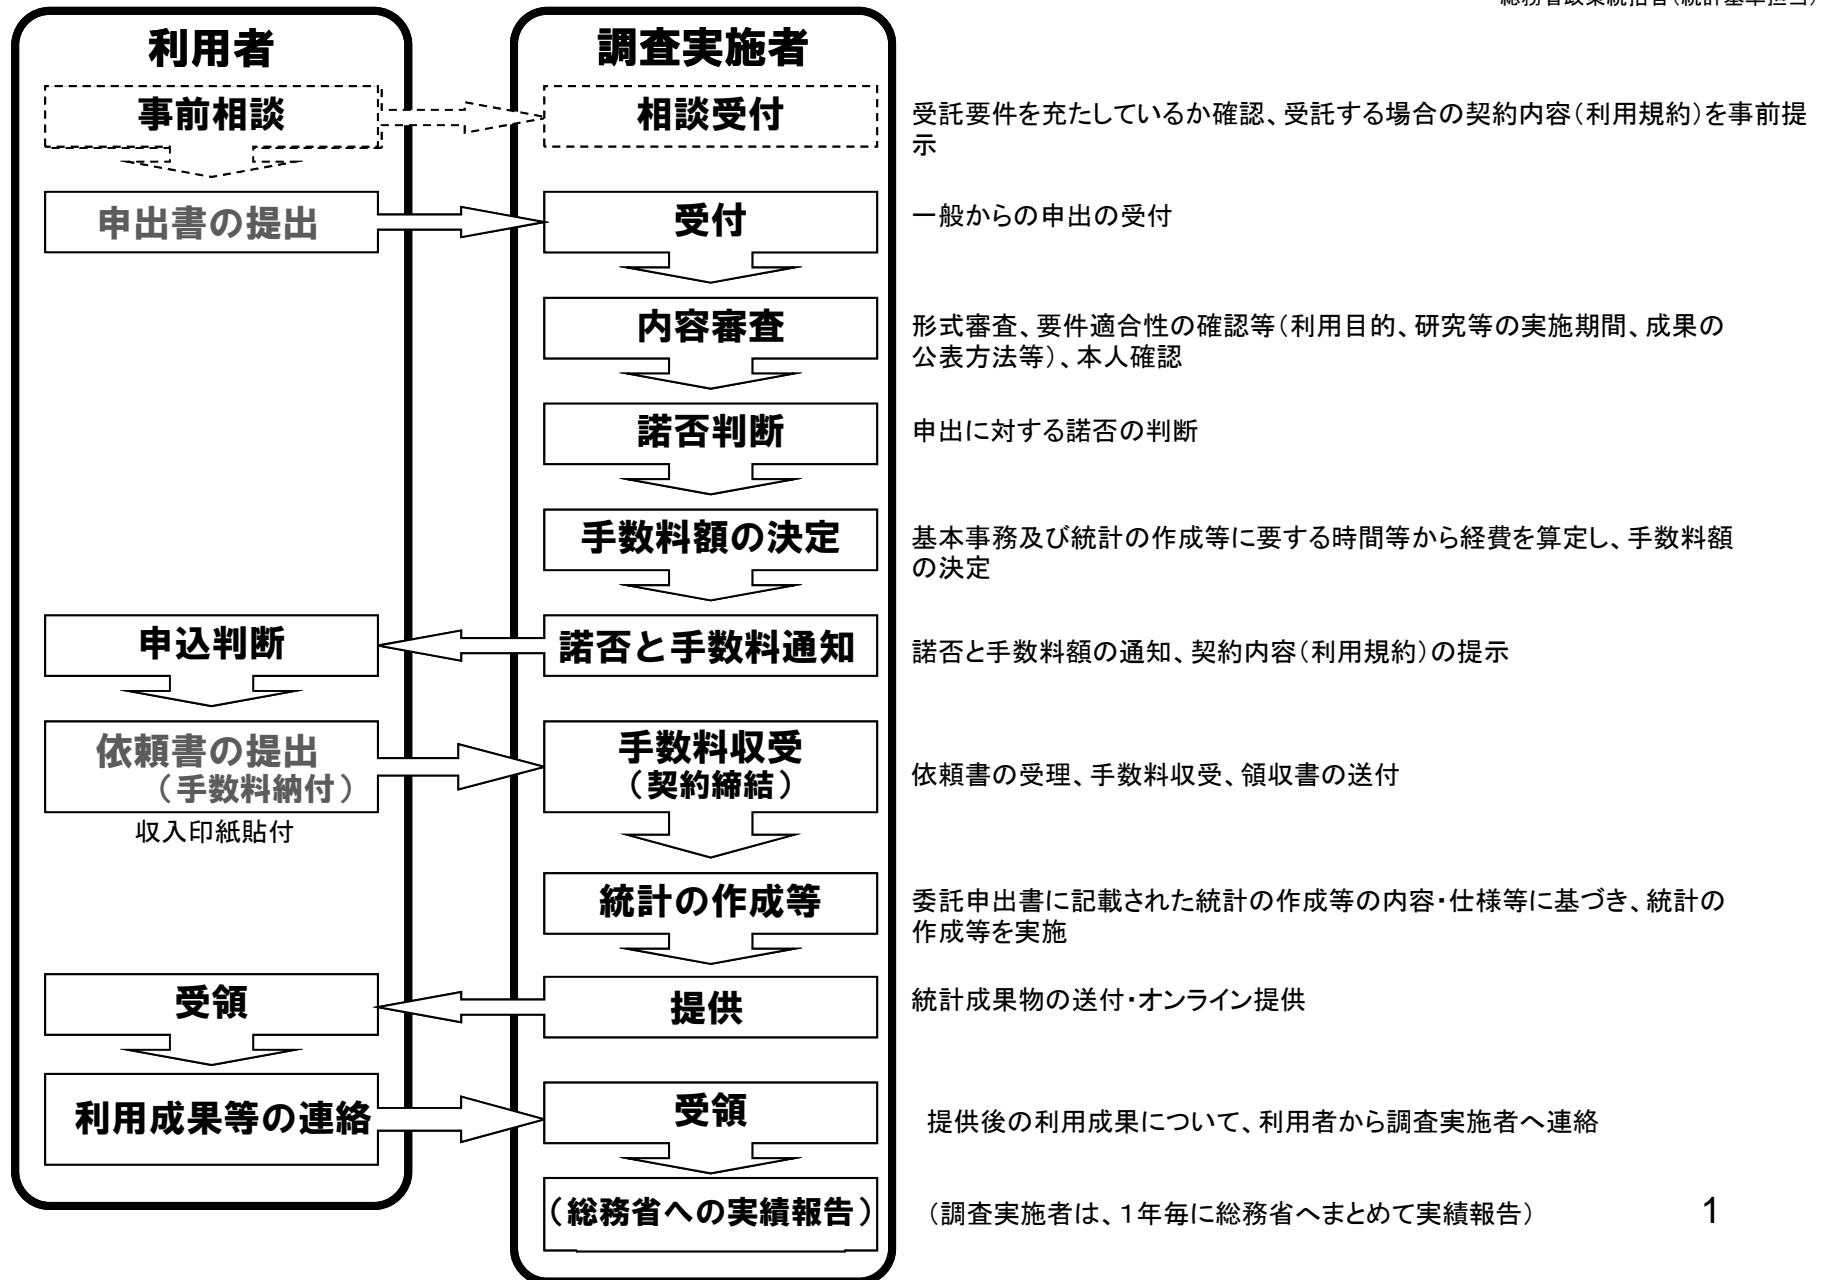 総務省政策統括官(統計基準担当)
利用者
調査実施者
事前相談
相談受付
受託要件を充たしているか確認、受託する場合の契約内容(利用規約)を事前提
示
申出書の提出
受付
一般からの申出の受付
内容審査
形式審査、要件適合性の確認等(利用目的、研究等の実施期間、成果の
公表方法等)、本人確認
諾否判断
申出に対する諾否の判断
手数料額の決定
基本事務及び統計の作成等に要する時間等から経費を算定し、手数料額
の決定
申込判断
諾否と手数料通知
諾否と手数料額の通知、契約内容(利用規約)の提示
依頼書の提出
(手数料納付)
収入印紙貼付
手数料収受
(契約締結)
依頼書の受理、手数料収受、領収書の送付
統計の作成等
委託申出書に記載された統計の作成等の内容・仕様等に基づき、統計の
作成等を実施
受領
提供
統計成果物の送付・オンライン提供
利用成果等の連絡
受領
提供後の利用成果について、利用者から調査実施者へ連絡
(総務省への実績報告)
(調査実施者は、1年毎に総務省へまとめて実績報告)
1